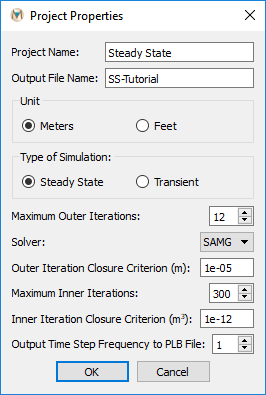 Project Properties
Project Name: Steady State
Output File Name: SS-Tutorial
Unit
Meters Feet
Type of Simulation:
Steady State Transient
Maximum Outer Iterations: 12
Solver: SAMG
Outer Iteration Closure Criterion (m): 1e-05
Maximum Inner Iterations: 300
Inner Iteration Closure Criterion (m³): 1e-12
Output Time Step Frequency to PLB File: 1
OK Cancel